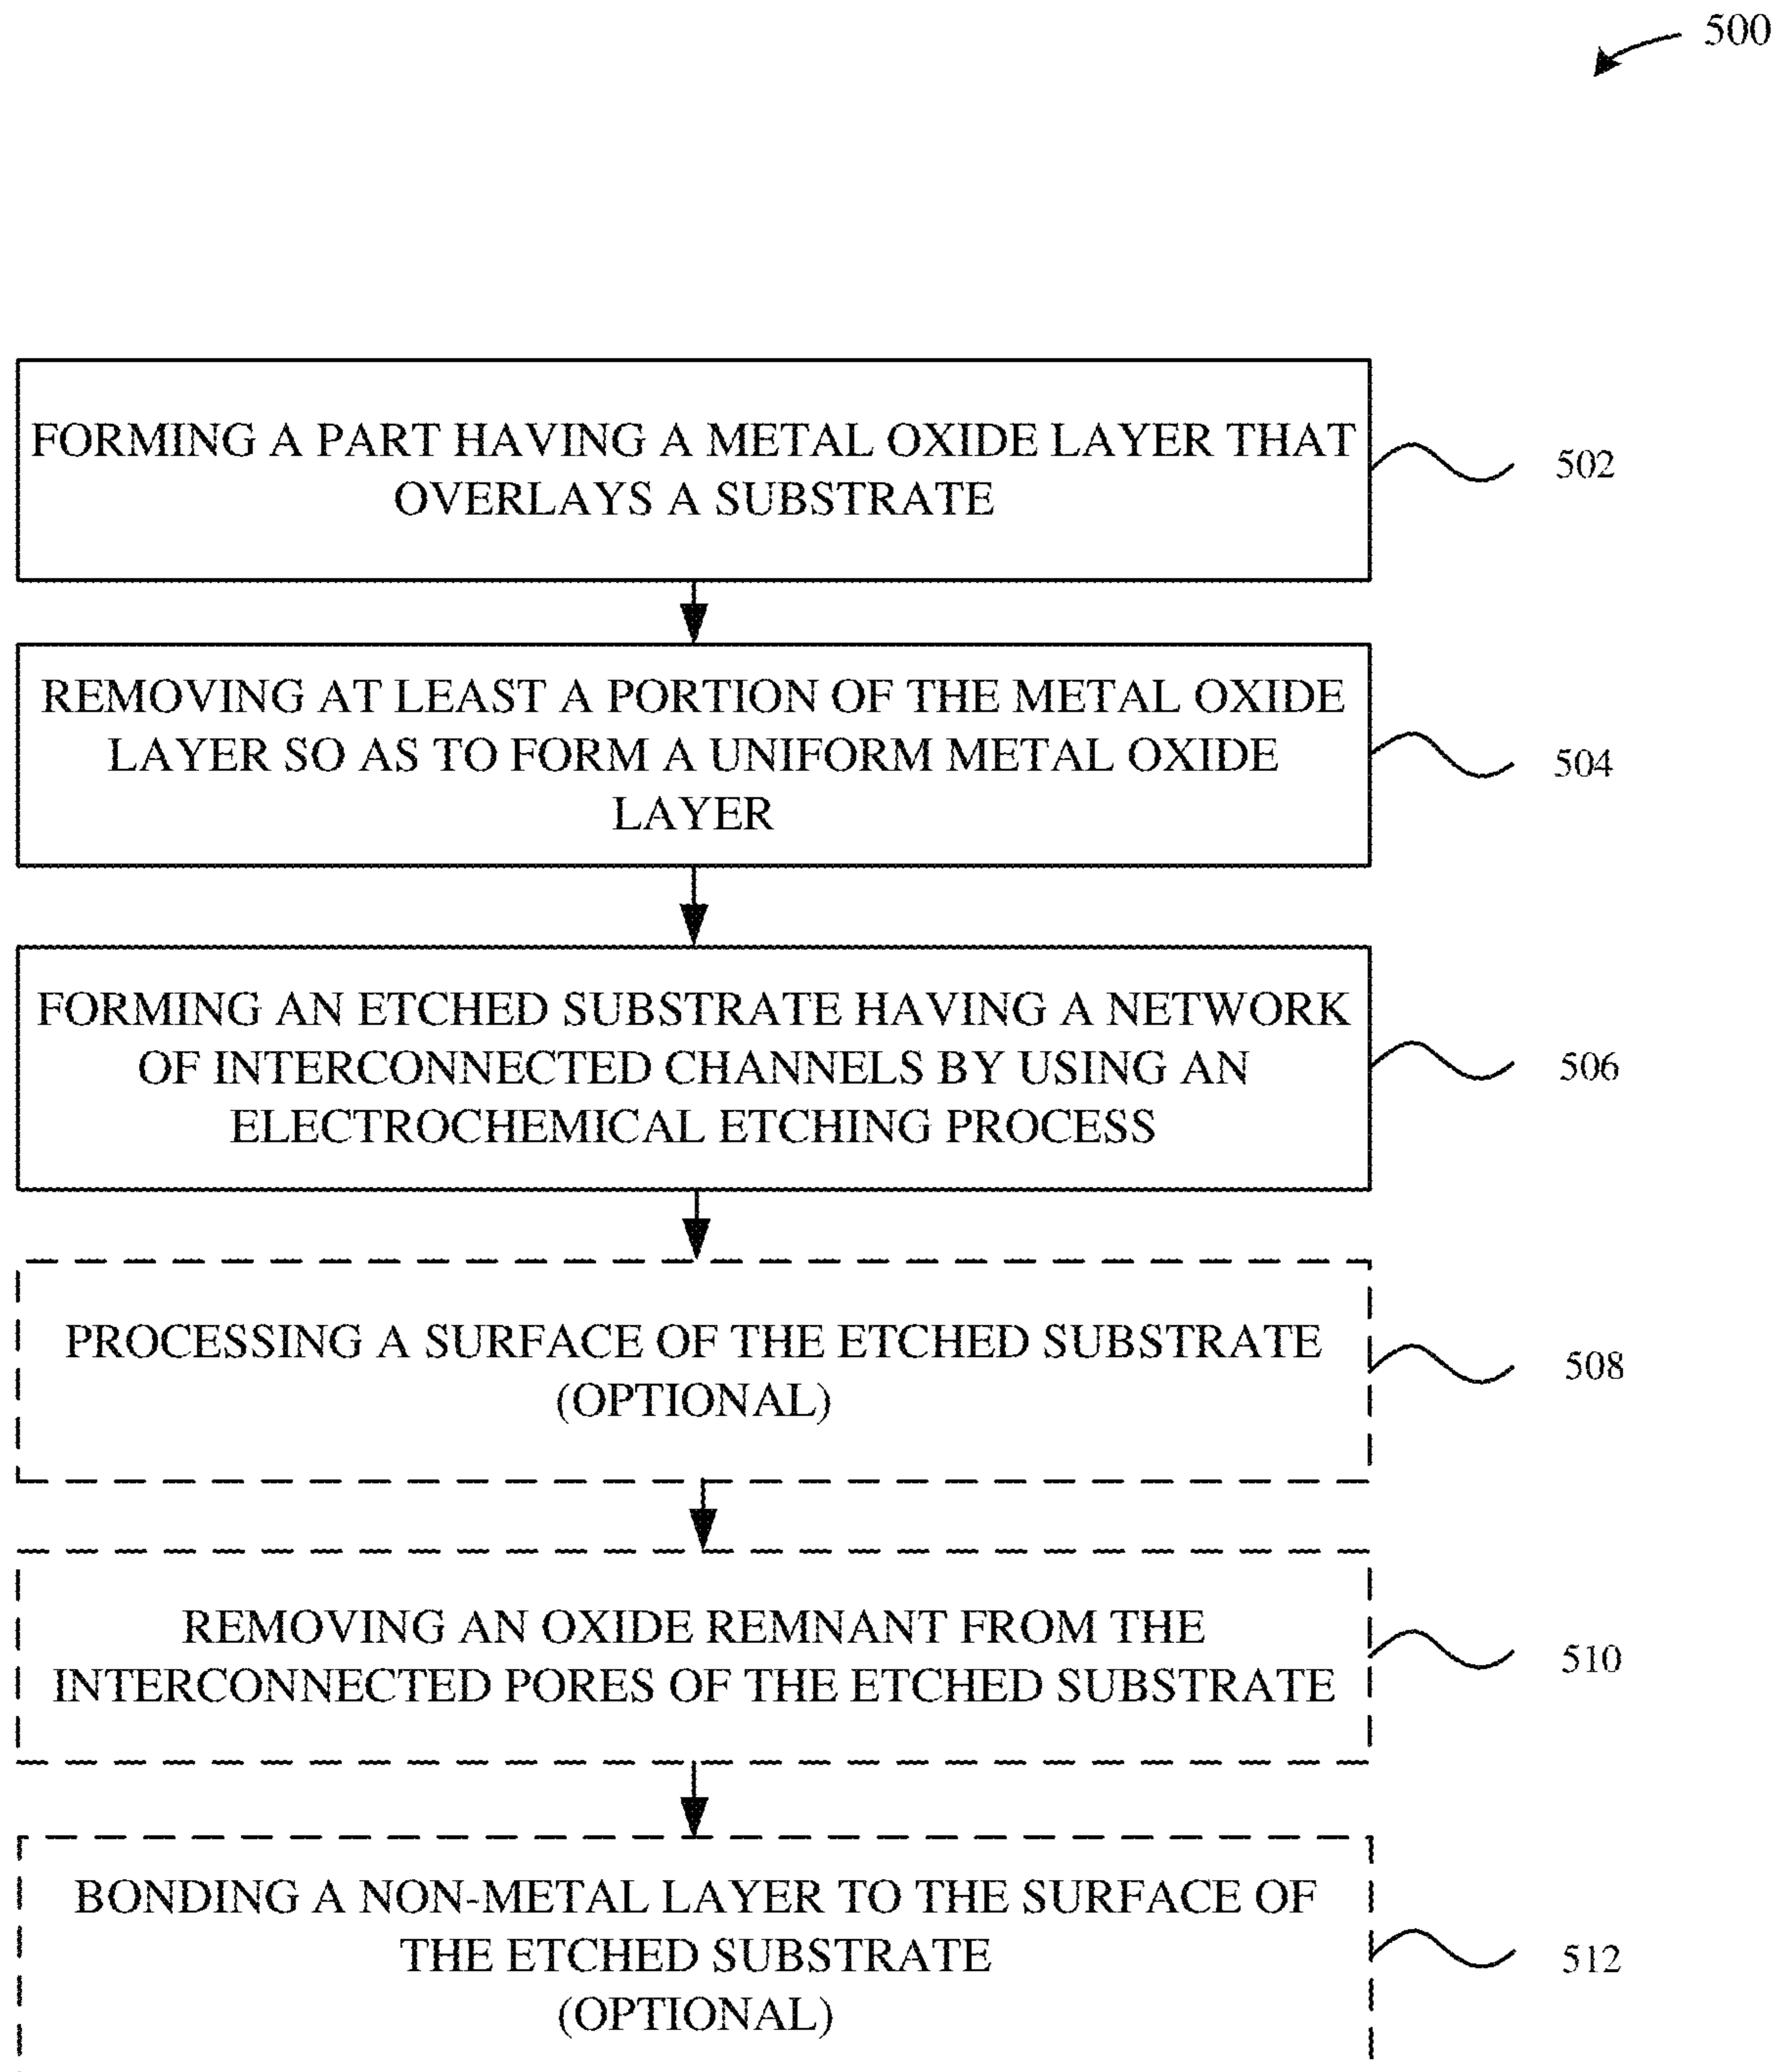 500
FORMING A PART HAVING A METAL OXIDE LAYER THAT
OVERLAYS A SUBSTRATE
502
REMOVING AT LEAST A PORTION OF THE METAL OXIDE
LAYER SO AS TO FORM A UNIFORM METAL OXIDE
LAYER
504
FORMING AN ETCHED SUBSTRATE HAVING A NETWORK
OF INTERCONNECTED CHANNELS BY USING AN
ELECTROCHEMICAL ETCHING PROCESS
506
PROCESSING A SURFACE OF THE ETCHED SUBSTRATE
(OPTIONAL)
508
REMOVING AN OXIDE REMNANT FROM THE
INTERCONNECTED PORES OF THE ETCHED SUBSTRATE
510
BONDING A NON-METAL LAYER TO THE SURFACE OF
THE ETCHED SUBSTRATE
(OPTIONAL)
512